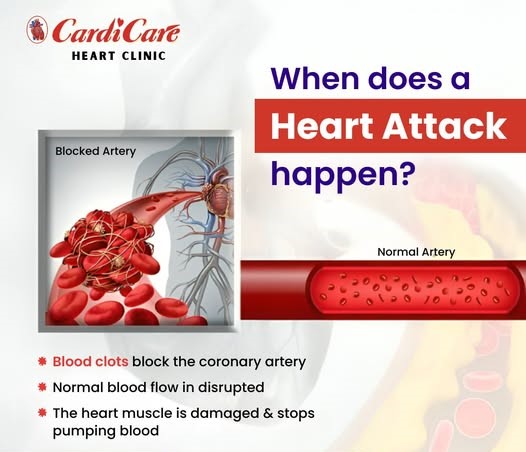 CardiCare
HEART CLINIC
When does a
Heart Attack
happen?
Blocked Artery
Normal Artery
Blood clots block the coronary artery
Normal blood flow in disrupted
The heart muscle is damaged & stops
pumping blood